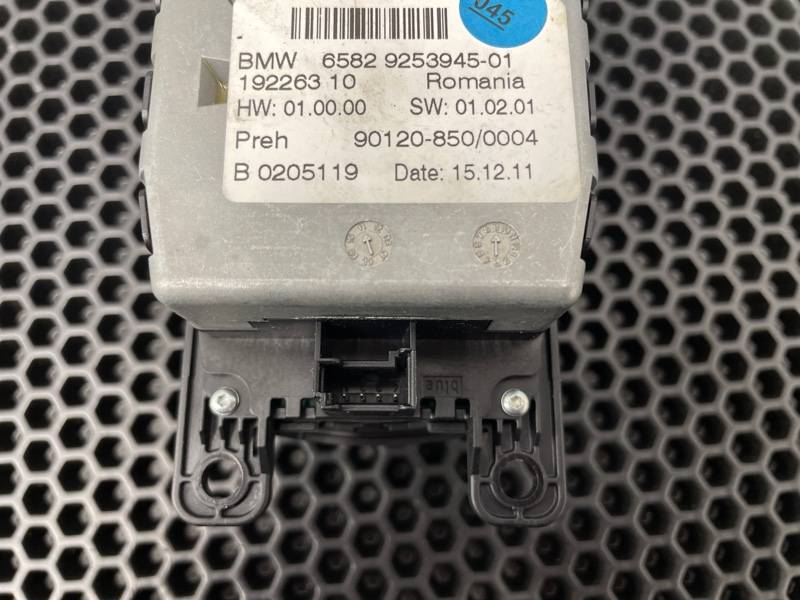 045
BMW 6582 9253945-01
192263 10 Romania
HW: 01.00.00 SW: 01.02.01
Preh 90120-850/0004
B 0205119 Date: 15.12.11
blue